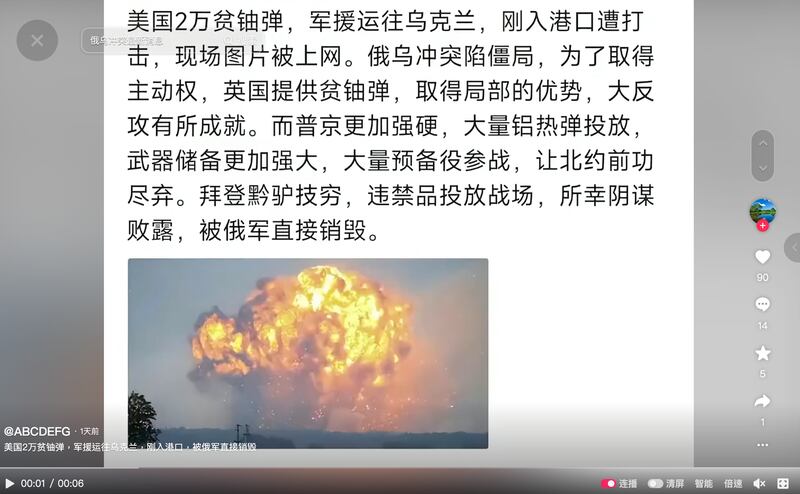 美国2万贫铀弹，军援运往乌克兰，刚入港口遭打
击，现场图片被上网。俄乌冲突陷僵局，为了取得
主动权，英国提供贫铀弹，取得局部的优势，大反
攻有所成就。而普京更加强硬，大量铝热弹投放，
武器储备更加强大，大量预备役参战，让北约前功
尽弃。拜登黔驴技穷，违禁品投放战场，所幸阴谋
败露，被俄军直接销毁。
90
14
5
1
@ABCDEFG · 1天前
美国2万贫铀弹，军援运往乌克兰，刚入港口，被俄军直接销毁
00:01 / 00:06
连播 清屏 智能 倍速